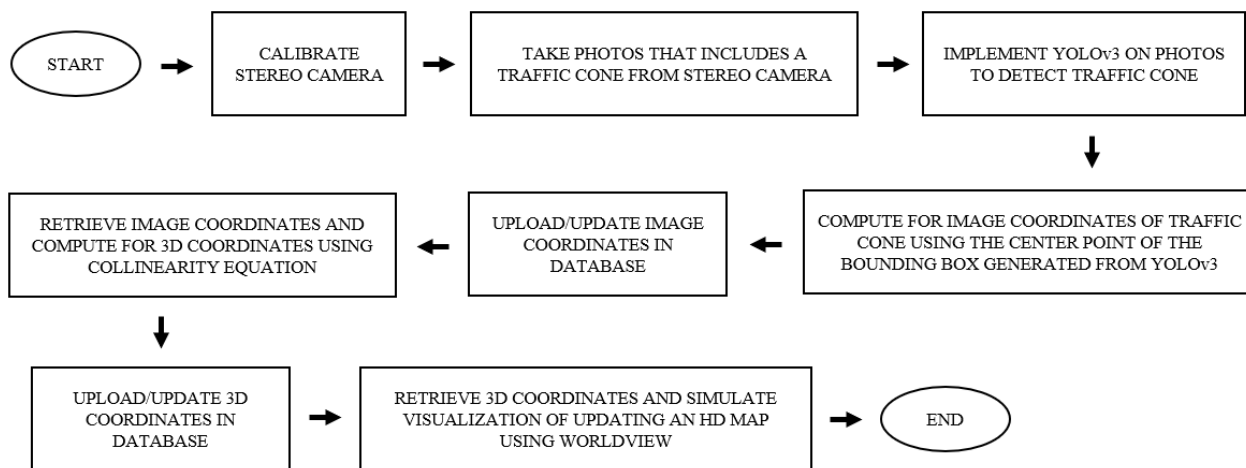 START
CALIBRATE
STEREO CAMERA
TAKE PHOTOS THAT INCLUDES A
TRAFFIC CONE FROM STEREO CAMERA
IMPLEMENT YOLOv3 ON PHOTOS
TO DETECT TRAFFIC CONE
COMPUTE FOR IMAGE COORDINATES OF TRAFFIC
CONE USING THE CENTER POINT OF THE
BOUNDING BOX GENERATED FROM YOLOv3
UPLOAD/UPDATE IMAGE
COORDINATES IN
DATABASE
RETRIEVE IMAGE COORDINATES AND
COMPUTE FOR 3D COORDINATES USING
COLLINEARITY EQUATION
UPLOAD/UPDATE 3D
COORDINATES IN
DATABASE
RETRIEVE 3D COORDINATES AND SIMULATE
VISUALIZATION OF UPDATING AN HD MAP
USING WORLDVIEW
END